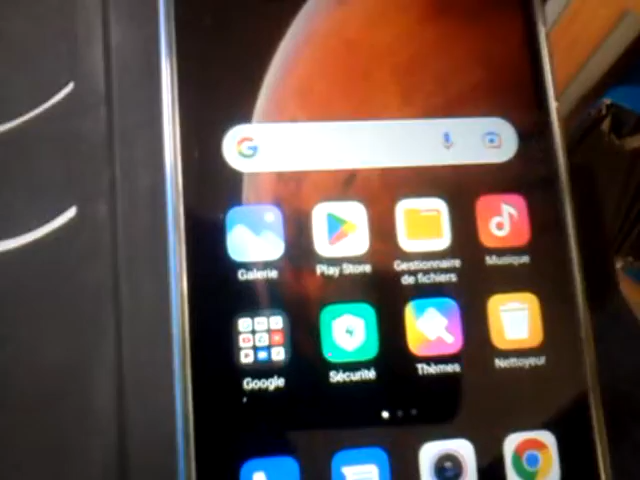 Galerie
Play Store
Gestionnaire
de fichiers
Musique
Google
Sécurité
Thèmes
Nettoyeur